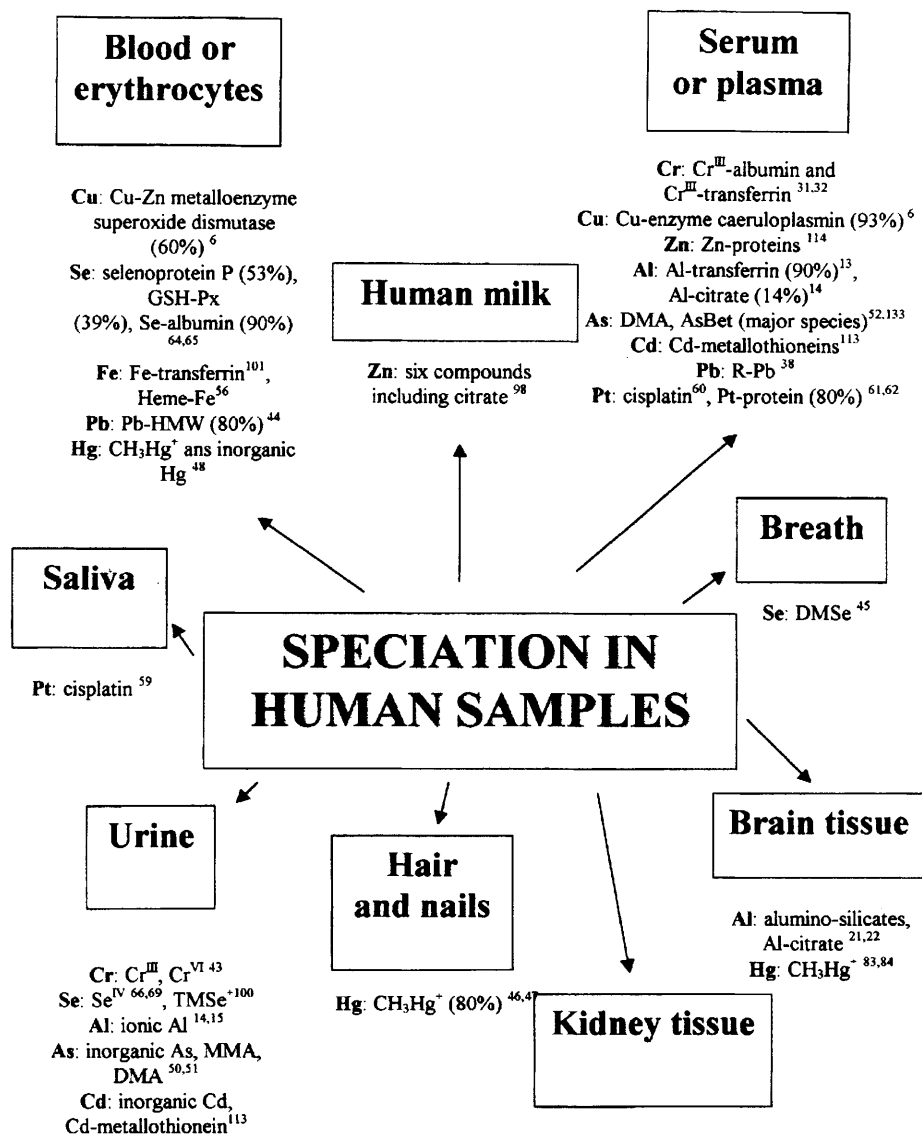 Blood or
erythrocytes
Cu: Cu-Zn metalloenzyme
superoxide dismutase
(60%) 6
Se: selenoprotein P (53%),
GSH-Px
(39%), Se-albumin (90%)
64,65
Fe: Fe-transferrin101,
Heme-Fe56
Pb: Pb-HMW (80%) 44
Hg: CH3Hg+ ans inorganic
Hg 48
Human milk
Zn: six compounds
including citrate 98
Serum
or plasma
Cr: CrIII-albumin and
CrIII-transferrin 31,32
Cu: Cu-enzyme caeruloplasmin (93%) 6
Zn: Zn-proteins 114
Al: Al-transferrin (90%)13,
Al-citrate (14%)14
As: DMA, AsBet (major species)52,133
Cd: Cd-metallothioneins113
Pb: R-Pb 38
Pt: cisplatin60, Pt-protein (80%) 61,62
Breath
Se: DMSe 45
Saliva
Pt: cisplatin 59
SPECIATION IN
HUMAN SAMPLES
Urine
Cr: CrIII, CrVI 43
Se: SeIV 66,69, TMSe+100
Al: ionic Al 14,15
As: inorganic As, MMA,
DMA 50,51
Cd: inorganic Cd,
Cd-metallothionein113
Hair
and nails
Hg: CH3Hg+ (80%) 46,47
Kidney tissue
Brain tissue
Al: alumino-silicates,
Al-citrate 21,22
Hg: CH3Hg+ 83,84